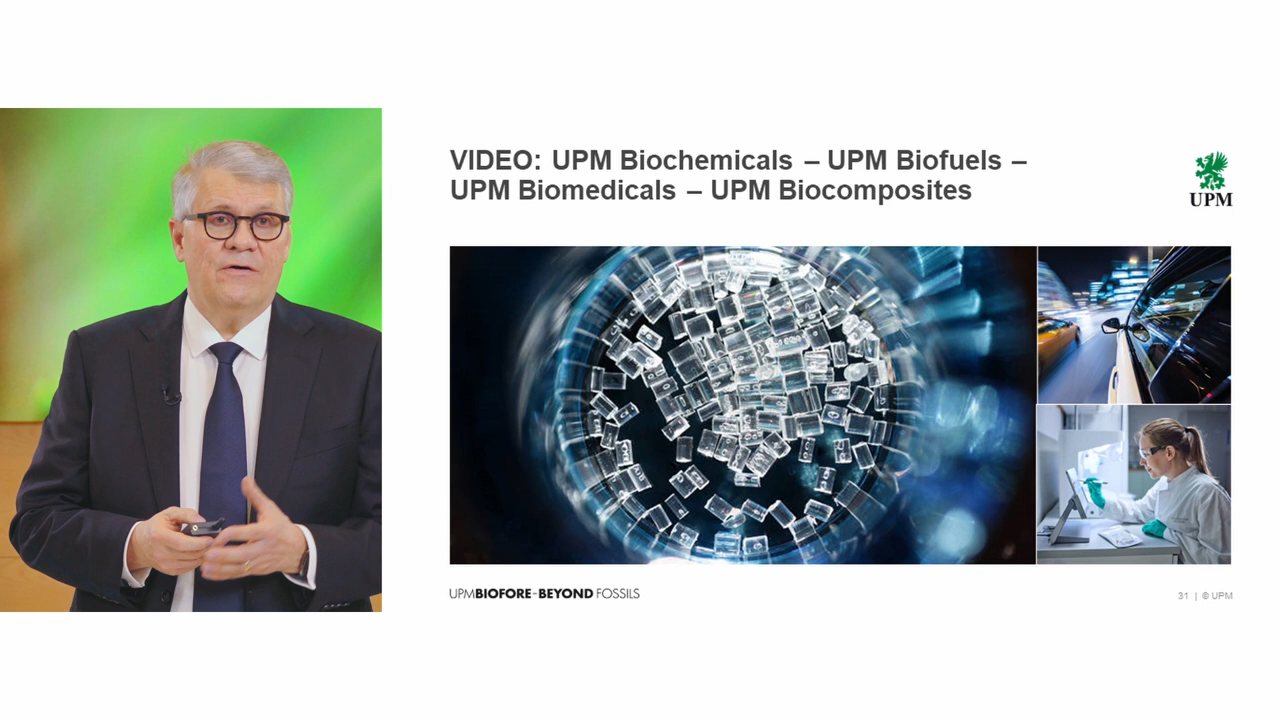 VIDEO: UPM Biochemicals – UPM Biofuels –
UPM Biomedicals – UPM Biocomposites
UPM
UPMBIOFORE–BEYOND FOSSILS
31 | © UPM